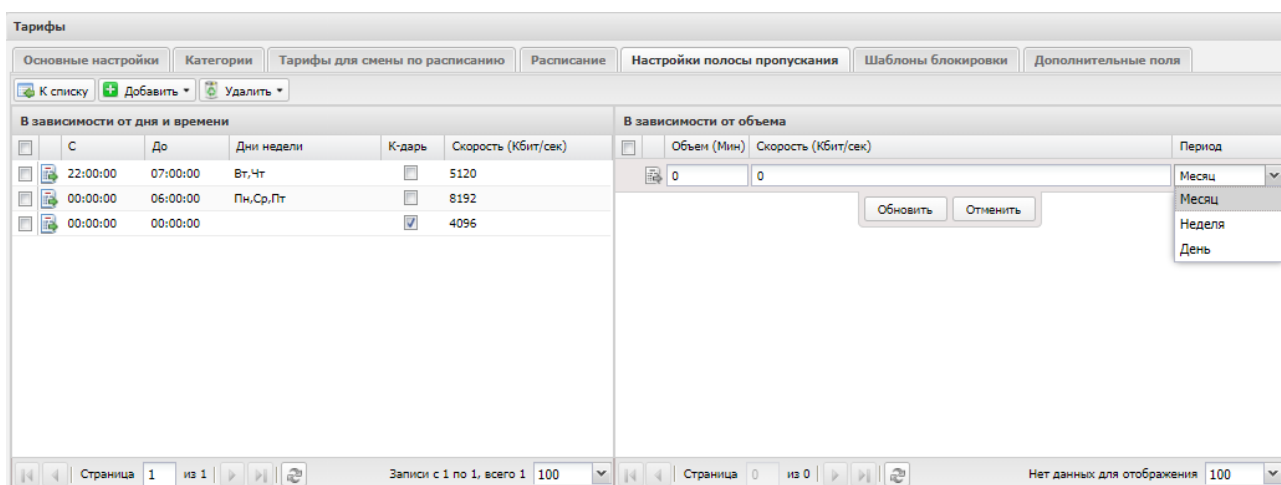 Тарифы
Основные настройки Категории Тарифы для смены по расписанию Расписание Настройки полосы пропускания Шаблоны блокировки Дополнительные поля
К списку Добавить Удалить
В зависимости от дня и времени В зависимости от объема
С До Дни недели К-дарь Скорость (Кбит/сек) Объем (Мин) Скорость (Кбит/сек) Период
22:00:00 07:00:00 Вт,Чт 5120 0 0 Месяц
00:00:00 06:00:00 Пн,Ср,Пт 8192 Обновить Отменить Месяц
00:00:00 00:00:00 4096 Неделя
День
Страница 1 из 1 Записи с 1 по 1, всего 1 100 Страница 0 из 0 Нет данных для отображения 100